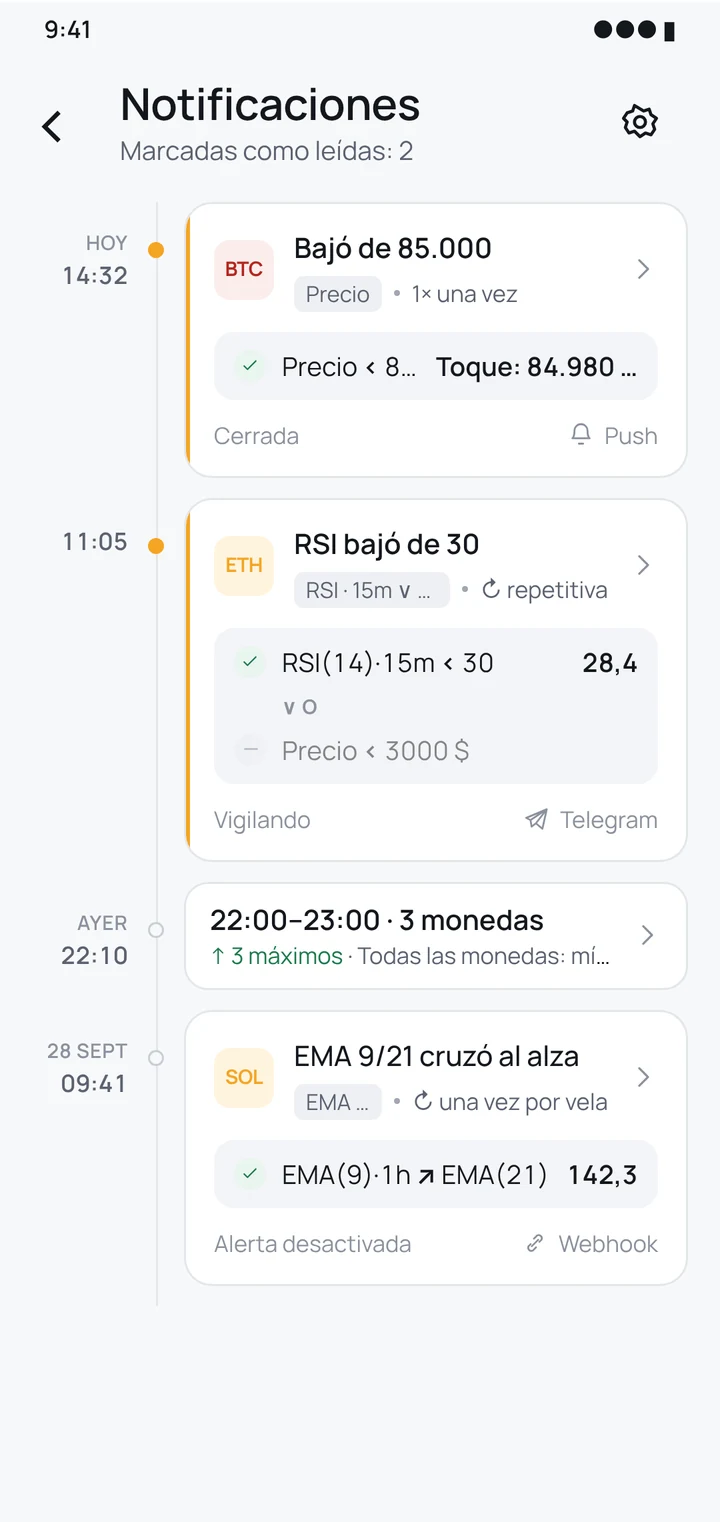 9:41
Notificaciones
Marcadas como leídas: 2
HOY
14:32
BTC
Bajó de 85.000
Precio • 1× una vez
Precio < 8... Toque: 84.980 ...
Cerrada
Push
11:05
ETH
RSI bajó de 30
RSI · 15m ∨ ... • ↻ repetitiva
RSI(14)·15m < 30 28,4
∨ O
Precio < 3000 $
Vigilando
Telegram
AYER
22:10
22:00–23:00 · 3 monedas
↑ 3 máximos · Todas las monedas: mí...
28 SEPT
09:41
SOL
EMA 9/21 cruzó al alza
EMA ... • ↻ una vez por vela
EMA(9)·1h ↗ EMA(21) 142,3
Alerta desactivada
Webhook